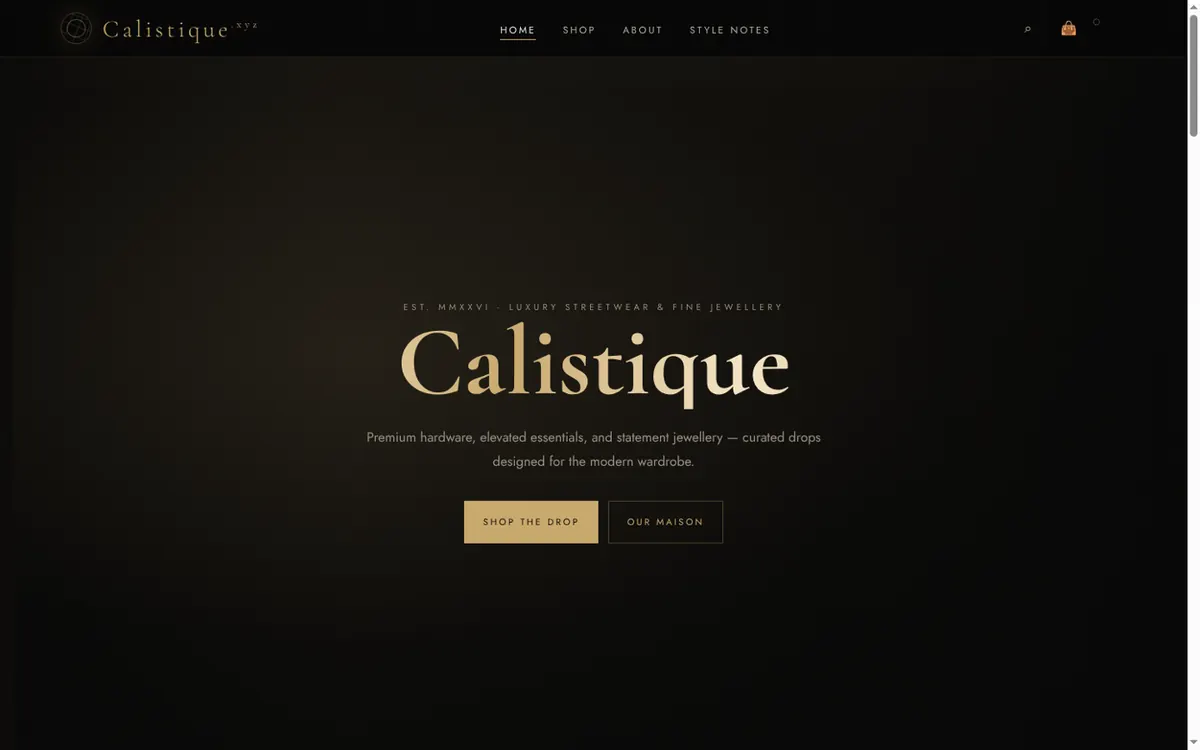 Calistique.xyz
HOME SHOP ABOUT STYLE NOTES
EST. MMXXVI · LUXURY STREETWEAR & FINE JEWELLERY
Calistique
Premium hardware, elevated essentials, and statement jewellery — curated drops
designed for the modern wardrobe.
SHOP THE DROP OUR MAISON